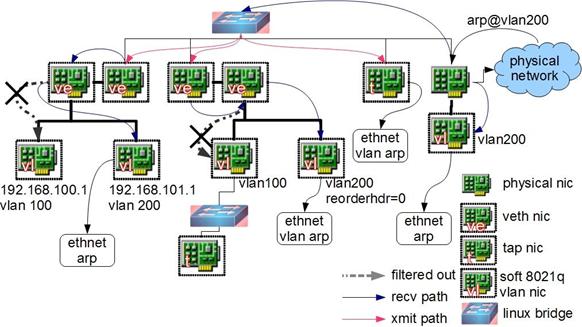 arp@vlan200
physical
network
ve
ve
ve
ve
t
ethnet
vlan arp
vl
vlan200
vl
vl
vl
vl
192.168.100.1
vlan 100
192.168.101.1
vlan 200
vlan100
vlan200
reorderhdr=0
physical nic
ethnet
arp
ethnet
vlan arp
ethnet
arp
ve
veth nic
t
t
tap nic
filtered out
recv path
xmit path
vl
soft 8021q
vlan nic
linux bridge